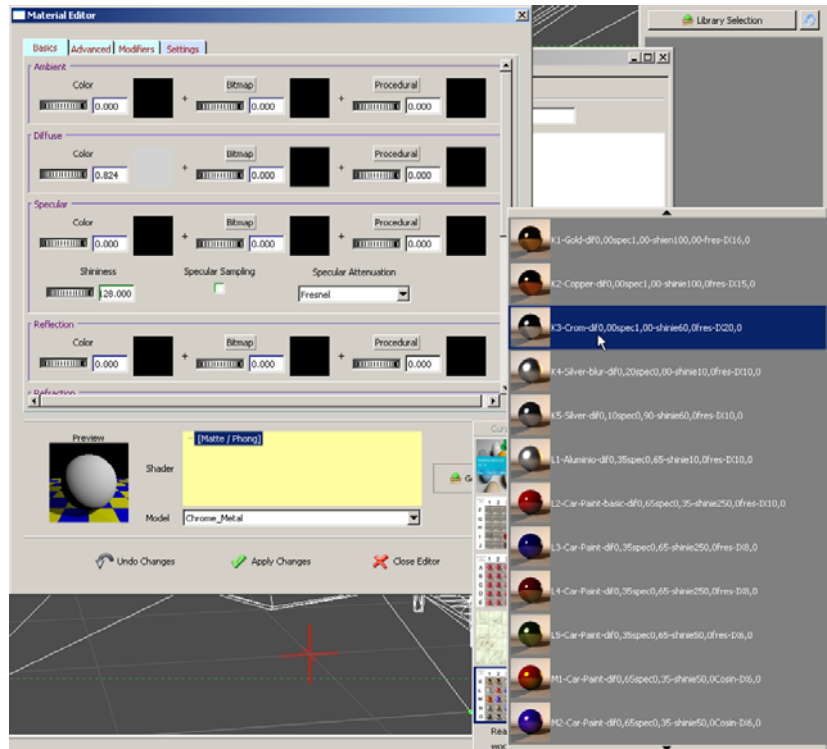 Material Editor
Library Selection
Basics Advanced Modifiers Settings
Ambient
Color Bitmap Procedural
0.000 + 0.000 + 0.000
Diffuse
Color Bitmap Procedural
0.824 + 0.000 + 0.000
Specular
Color Bitmap Procedural
0.000 + 0.000 + 0.000
Shininess Specular Sampling Specular Attenuation
128.000 Fresnel
Reflection
Color Bitmap Procedural
0.000 + 0.000 + 0.000
Refraction
Preview
Shader
[Matte / Phong]
Model Chrome_Metal
Undo Changes Apply Changes Close Editor
K1-Gold-dif0,00spec1,00-shien100,00-fres-IX16,0
K2-Copper-dif0,00spec1,00-shinie100,0fres-IX15,0
K3-Crom-dif0,00spec1,00-shinie60,0fres-IX20,0
K4-Silver-blur-dif0,20spec0,80-shinie10,0fres-IX10,0
K5-Silver-dif0,10spec0,90-shinie60,0fres-IX10,0
L1-Aluminio-dif0,35spec0,65-shinie10,0fres-IX10,0
L2-Car-Paint-basic-dif0,65spec0,35-shinie250,0fres-IX10,0
L3-Car-Paint-dif0,35spec0,65-shinie250,0fres-IX8,0
L4-Car-Paint-dif0,35spec0,65-shinie250,0fres-IX8,0
L5-Car-Paint-dif0,35spec0,65-shinie50,0fres-IX6,0
M1-Car-Paint-dif0,65spec0,35-shinie50,0Cosin-IX6,0
M2-Car-Paint-dif0,65spec0,35-shinie50,0Cosin-IX6,0